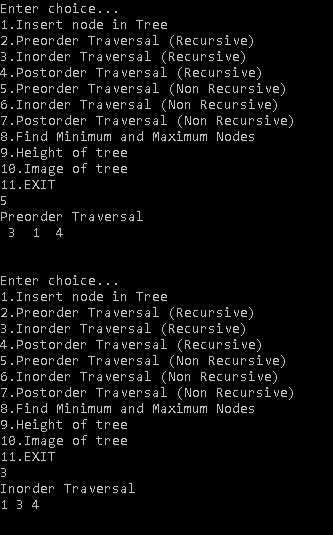 Enter choice...
1.Insert node in Tree
2.Preorder Traversal (Recursive)
3.Inorder Traversal (Recursive)
4.Postorder Traversal (Recursive)
5.Preorder Traversal (Non Recursive)
6.Inorder Traversal (Non Recursive)
7.Postorder Traversal (Non Recursive)
8.Find Minimum and Maximum Nodes
9.Height of tree
10.Image of tree
11.EXIT
5
Preorder Traversal
3 1 4
Enter choice...
1.Insert node in Tree
2.Preorder Traversal (Recursive)
3.Inorder Traversal (Recursive)
4.Postorder Traversal (Recursive)
5.Preorder Traversal (Non Recursive)
6.Inorder Traversal (Non Recursive)
7.Postorder Traversal (Non Recursive)
8.Find Minimum and Maximum Nodes
9.Height of tree
10.Image of tree
11.EXIT
3
Inorder Traversal
1 3 4